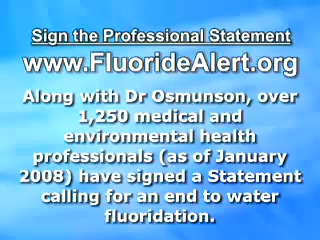 Sign the Professional Statement
www.FluorideAlert.org
Along with Dr Osmunson, over
1,250 medical and
environmental health
professionals (as of January
2008) have signed a Statement
calling for an end to water
fluoridation.